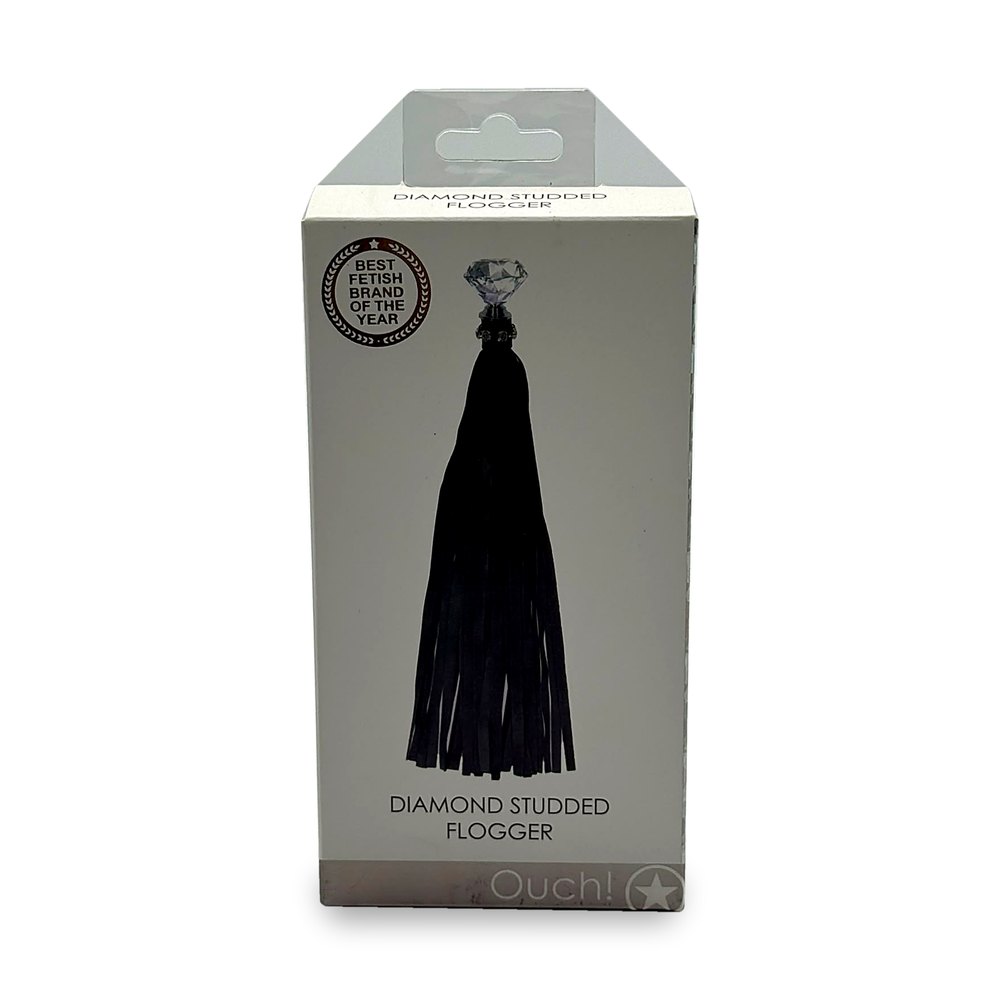 DIAMOND STUDDED
FLOGGER
BEST
FETISH
BRAND
OF THE
YEAR
DIAMOND STUDDED
FLOGGER
Ouch!